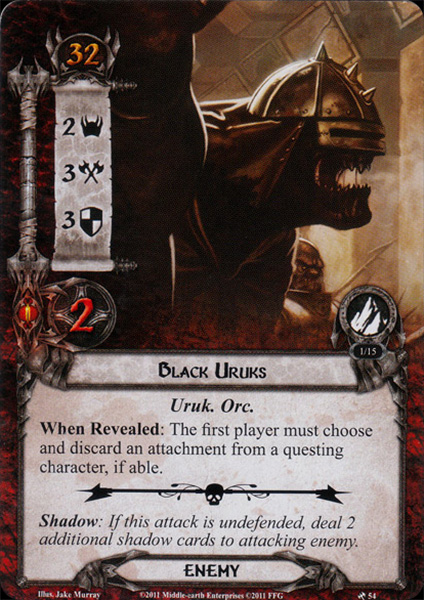 32
2
3
3
2
1/15
BLACK URUKS
Uruk. Orc.
When Revealed: The first player must choose
and discard an attachment from a questing
character, if able.
Shadow: If this attack is undefended, deal 2
additional shadow cards to attacking enemy.
ENEMY
Illus. Jake Murray
©2011 Middle-earth Enterprises ©2011 FFG
54